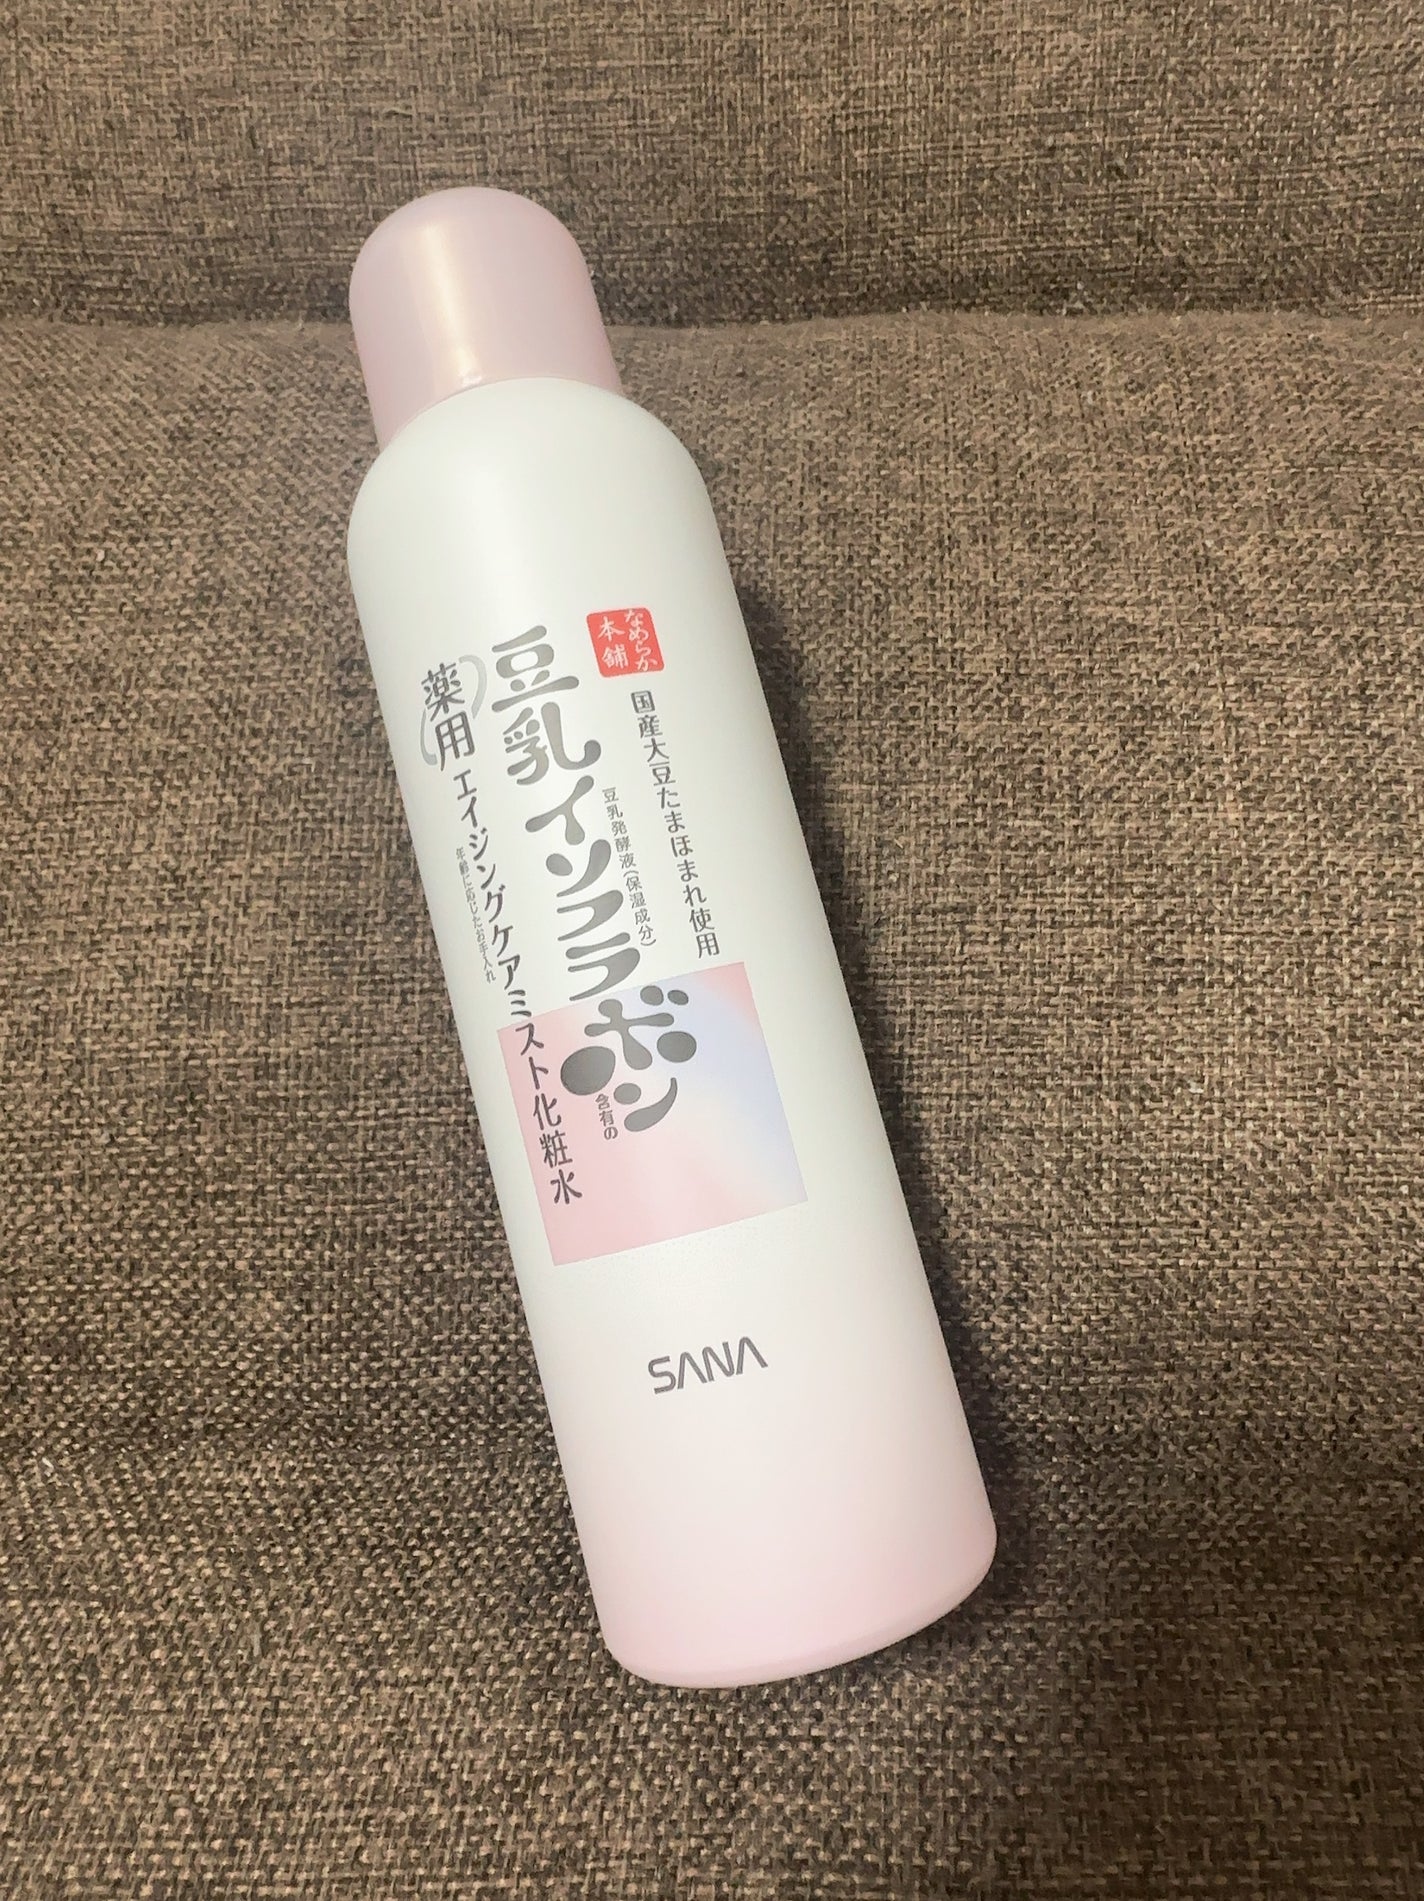 なめらか
本舗
国産大豆たまほまれ使用
豆乳イソフラボン
豆乳発酵液(保湿成分)
含有の
薬用
エイジングケアミスト化粧水
年齢に応じたお手入れ
SANA